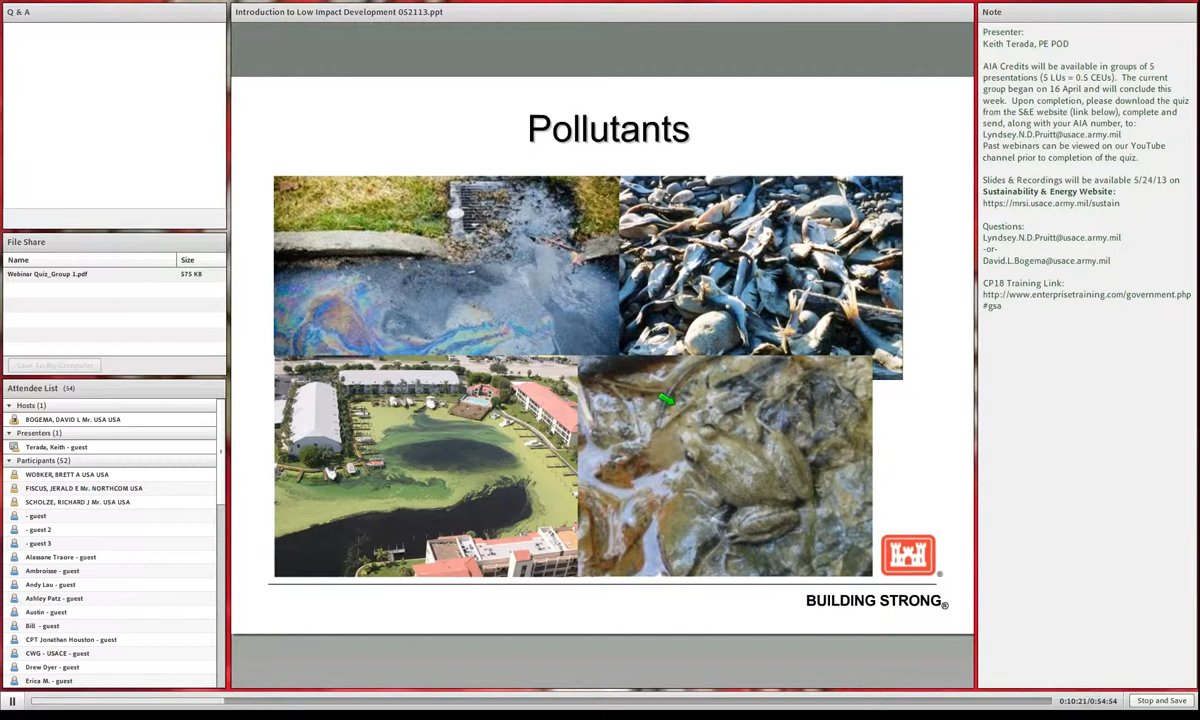 Q & A
File Share
Name Size
Webinar Quiz_Group 1.pdf 575 KB
Save To My Computer
Attendee List (54)
Hosts (1)
BOGEMA, DAVID L Mr. USA USA
Presenters (1)
Terada, Keith - guest
Participants (52)
WOBKER, BRETT A USA USA
FISCUS, JERALD E Mr. NORTHCOM USA
SCHOLZE, RICHARD J Mr. USA USA
- guest
- guest 2
- guest 3
Alassane Traore - guest
Ambroisse - guest
Andy Lau - guest
Ashley Patz - guest
Austin - guest
Bill - guest
CPT Jonathan Houston - guest
CWG - USACE - guest
Drew Dyer - guest
Erica M. - guest
Introduction to Low Impact Development 052113.ppt
Pollutants
®
BUILDING STRONG®
Note
Presenter:
Keith Terada, PE POD
AIA Credits will be available in groups of 5
presentations (5 LUs = 0.5 CEUs). The current
group began on 16 April and will conclude this
week. Upon completion, please download the quiz
from the S&E website (link below), complete and
send, along with your AIA number, to:
Lyndsey.N.D.Pruitt@usace.army.mil
Past webinars can be viewed on our YouTube
channel prior to completion of the quiz.
Slides & Recordings will be available 5/24/13 on
Sustainability & Energy Website:
https://mrsi.usace.army.mil/sustain
Questions:
Lyndsey.N.D.Pruitt@usace.army.mil
-or-
David.L.Bogema@usace.army.mil
CP18 Training Link:
http://www.enterprisetraining.com/government.php
#gsa
0:10:21/0:54:54
Stop and Save